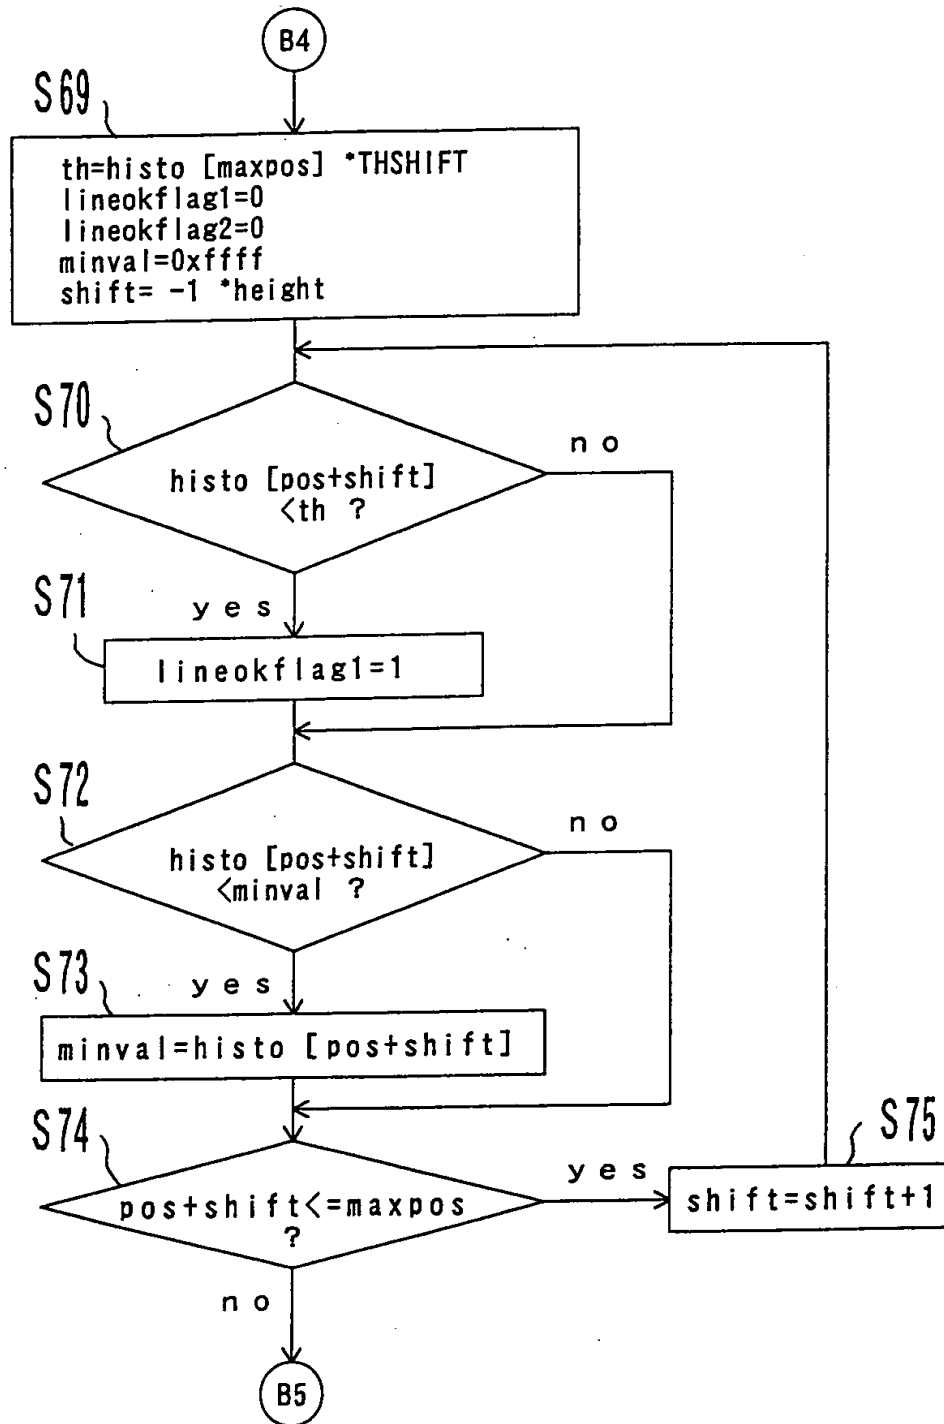 B4
S69
th=histo [maxpos] *THSHIFT
lineokflag1=0
lineokflag2=0
minval=0xffff
shift= -1 *height
S70
histo [pos+shift]
<th ?
no
yes
S71
lineokflag1=1
S72
histo [pos+shift]
<minval ?
no
yes
S73
minval=histo [pos+shift]
S74
pos+shift<=maxpos
?
yes
S75
shift=shift+1
no
B5